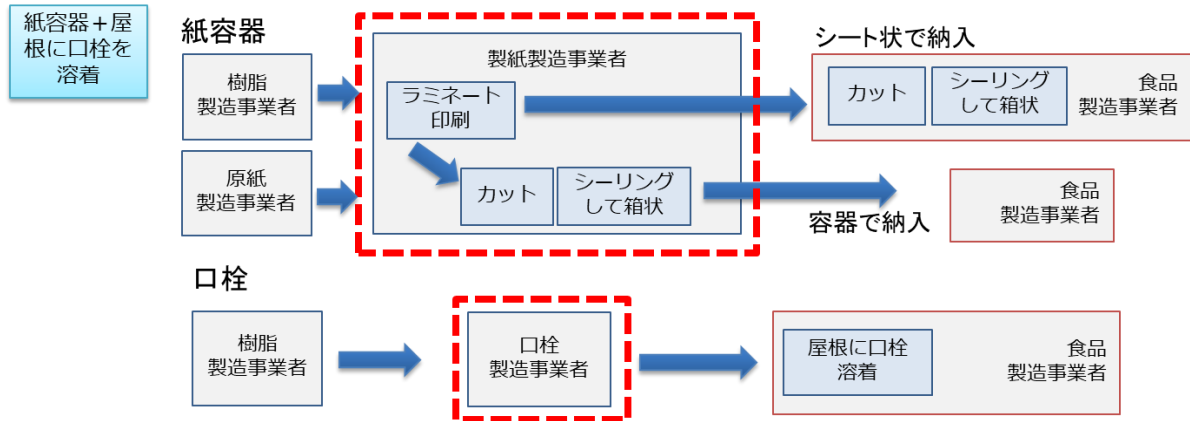 紙容器＋屋
根に口栓を
溶着
紙容器
樹脂
製造事業者
原紙
製造事業者
製紙製造事業者
ラミネート
印刷
カット
シーリング
して箱状
シート状で納入
カット
シーリング
して箱状
食品
製造事業者
容器で納入
食品
製造事業者
口栓
樹脂
製造事業者
口栓
製造事業者
屋根に口栓
溶着
食品
製造事業者